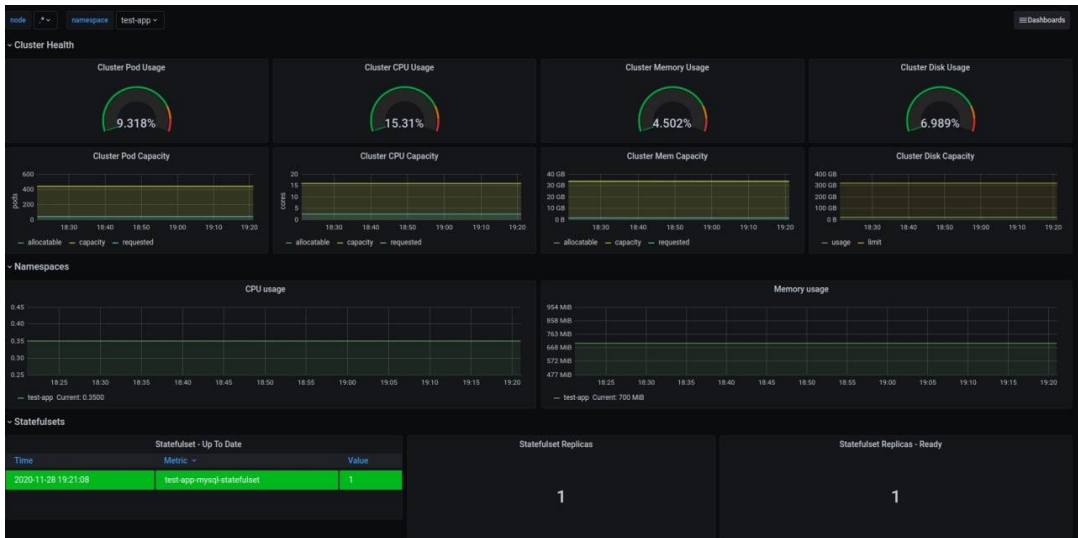 node .* namespace test-app Dashboards
Cluster Health
Cluster Pod Usage Cluster CPU Usage Cluster Memory Usage Cluster Disk Usage
9.318% 15.31% 4.502% 6.989%
Cluster Pod Capacity Cluster CPU Capacity Cluster Mem Capacity Cluster Disk Capacity
600 20 40 GB 400 GB
400 15 30 GB 300 GB
pods 200 cores 10 20 GB 200 GB
5 10 GB 100 GB
0 0 0 B 0 B
18:30 18:40 18:50 19:00 19:10 19:20 18:30 18:40 18:50 19:00 19:10 19:20 18:30 18:40 18:50 19:00 19:10 19:20 18:30 18:40 18:50 19:00 19:10 19:20
allocatable capacity requested allocatable capacity requested allocatable capacity requested usage limit
Namespaces
CPU usage Memory usage
0.45 954 MiB
0.40 858 MiB
763 MiB
0.35 668 MiB
0.30 572 MiB
0.25 477 MiB
18:25 18:30 18:35 18:40 18:45 18:50 18:55 19:00 19:05 19:10 19:15 19:20 18:25 18:30 18:35 18:40 18:45 18:50 18:55 19:00 19:05 19:10 19:15 19:20
test-app Current: 0.3500 test-app Current: 700 MiB
Statefulsets
Statefulset - Up To Date Statefulset Replicas Statefulset Replicas - Ready
Time Metric Value
2020-11-28 19:21:08 test-app-mysql-statefulset 1
1 1